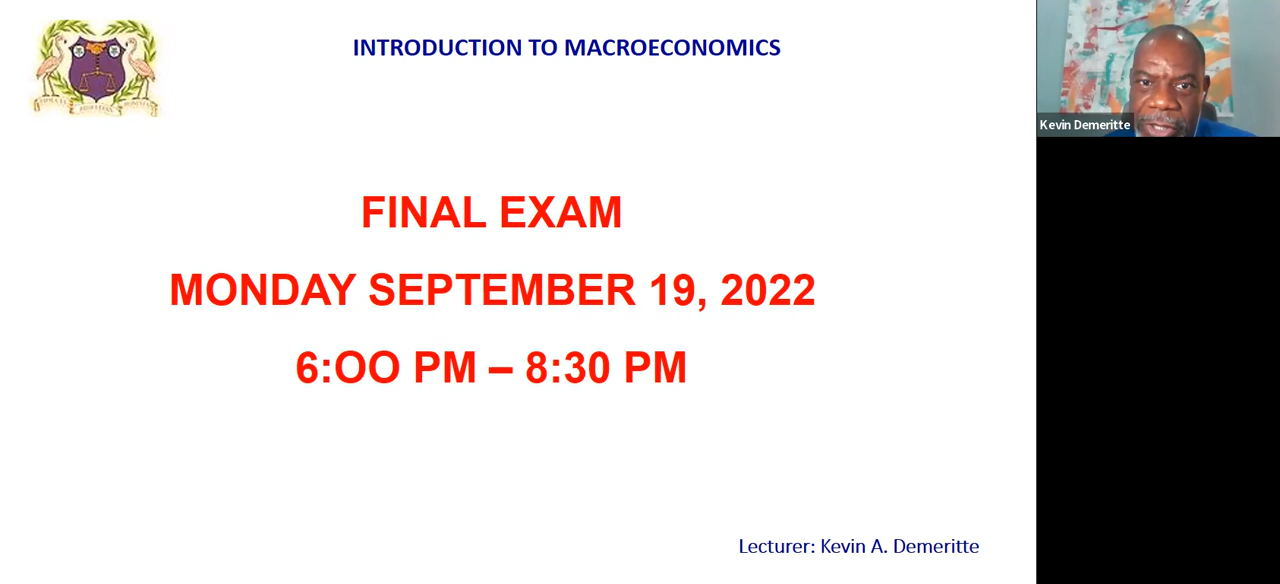 INTRODUCTION TO MACROECONOMICS
FINAL EXAM
MONDAY SEPTEMBER 19, 2022
6:OO PM – 8:30 PM
Lecturer: Kevin A. Demeritte
Kevin Demeritte